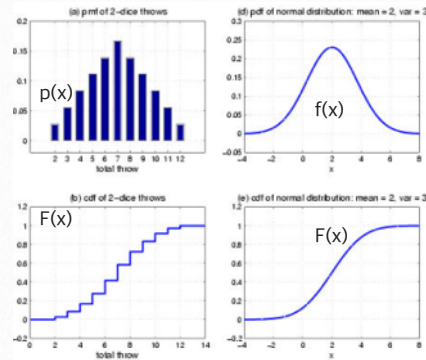 (a) pmf of 2-dice throws
0.2
0.15
0.1
0.05
0
p(x)
2 3 4 5 6 7 8 9 10 11 12
total throw
(d) pdf of normal distribution: mean = 2, var = 3
0.3
0.25
0.2
0.15
0.1
0.05
0
-0.05
f(x)
-4 -2 0 2 4 6 8
x
(b) cdf of 2-dice throws
1.2
1
0.8
0.6
0.4
0.2
0
-0.2
F(x)
0 2 4 6 8 10 12 14
total throw
(e) cdf of normal distribution: mean = 2, var = 3
1.2
1
0.8
0.6
0.4
0.2
0
-0.2
F(x)
-4 -2 0 2 4 6 8
x